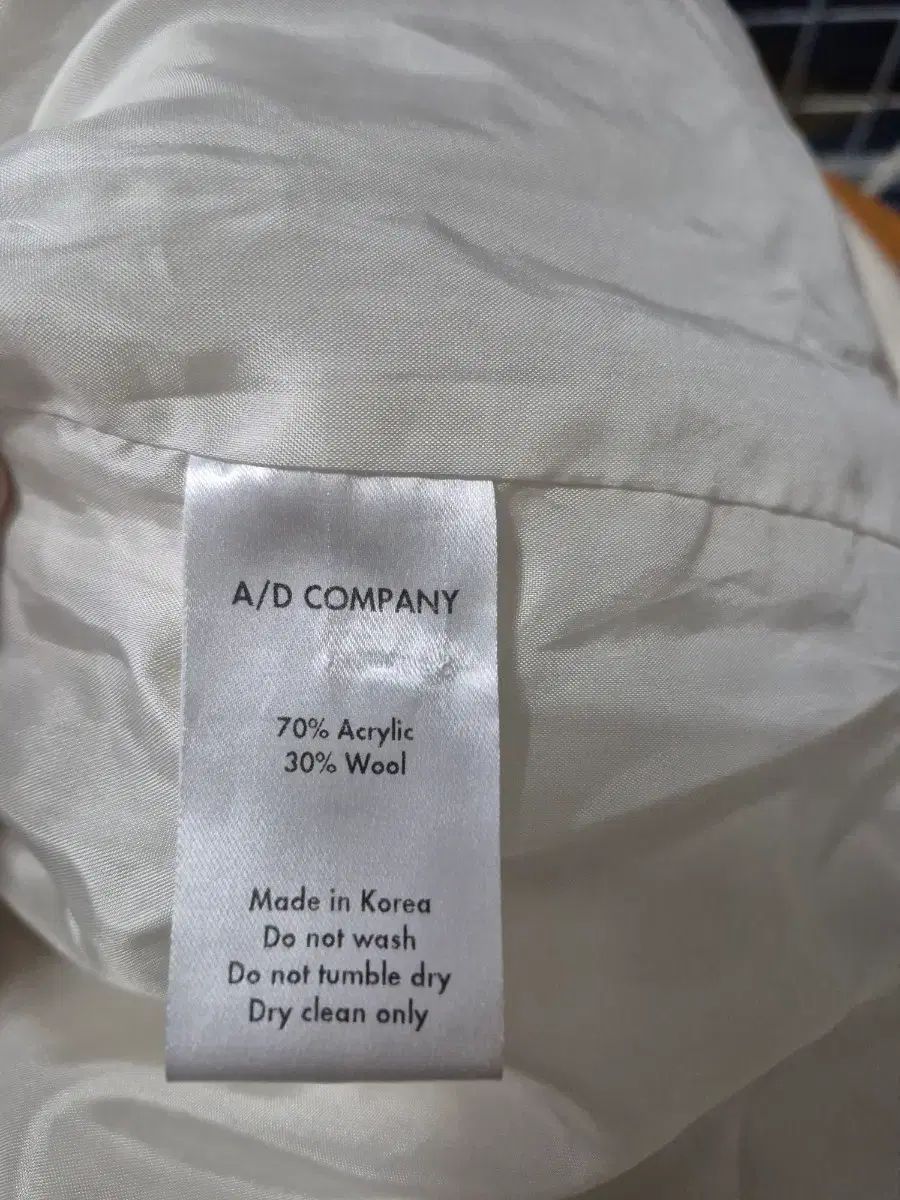 A/D COMPANY
70% Acrylic
30% Wool
Made in Korea
Do not wash
Do not tumble dry
Dry clean only